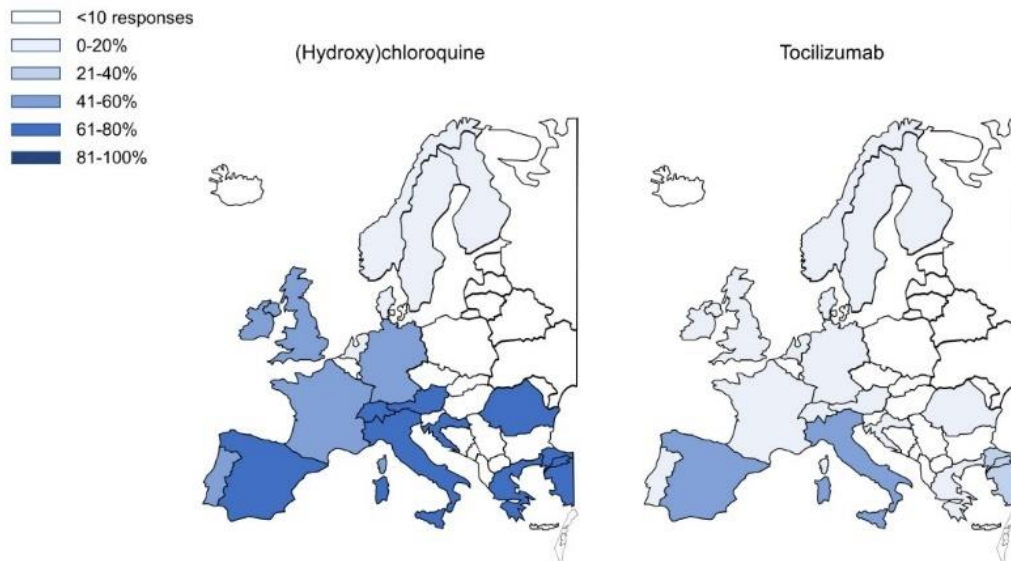 <10 responses
0-20%
21-40%
41-60%
61-80%
81-100%
(Hydroxy)chloroquine
Tocilizumab